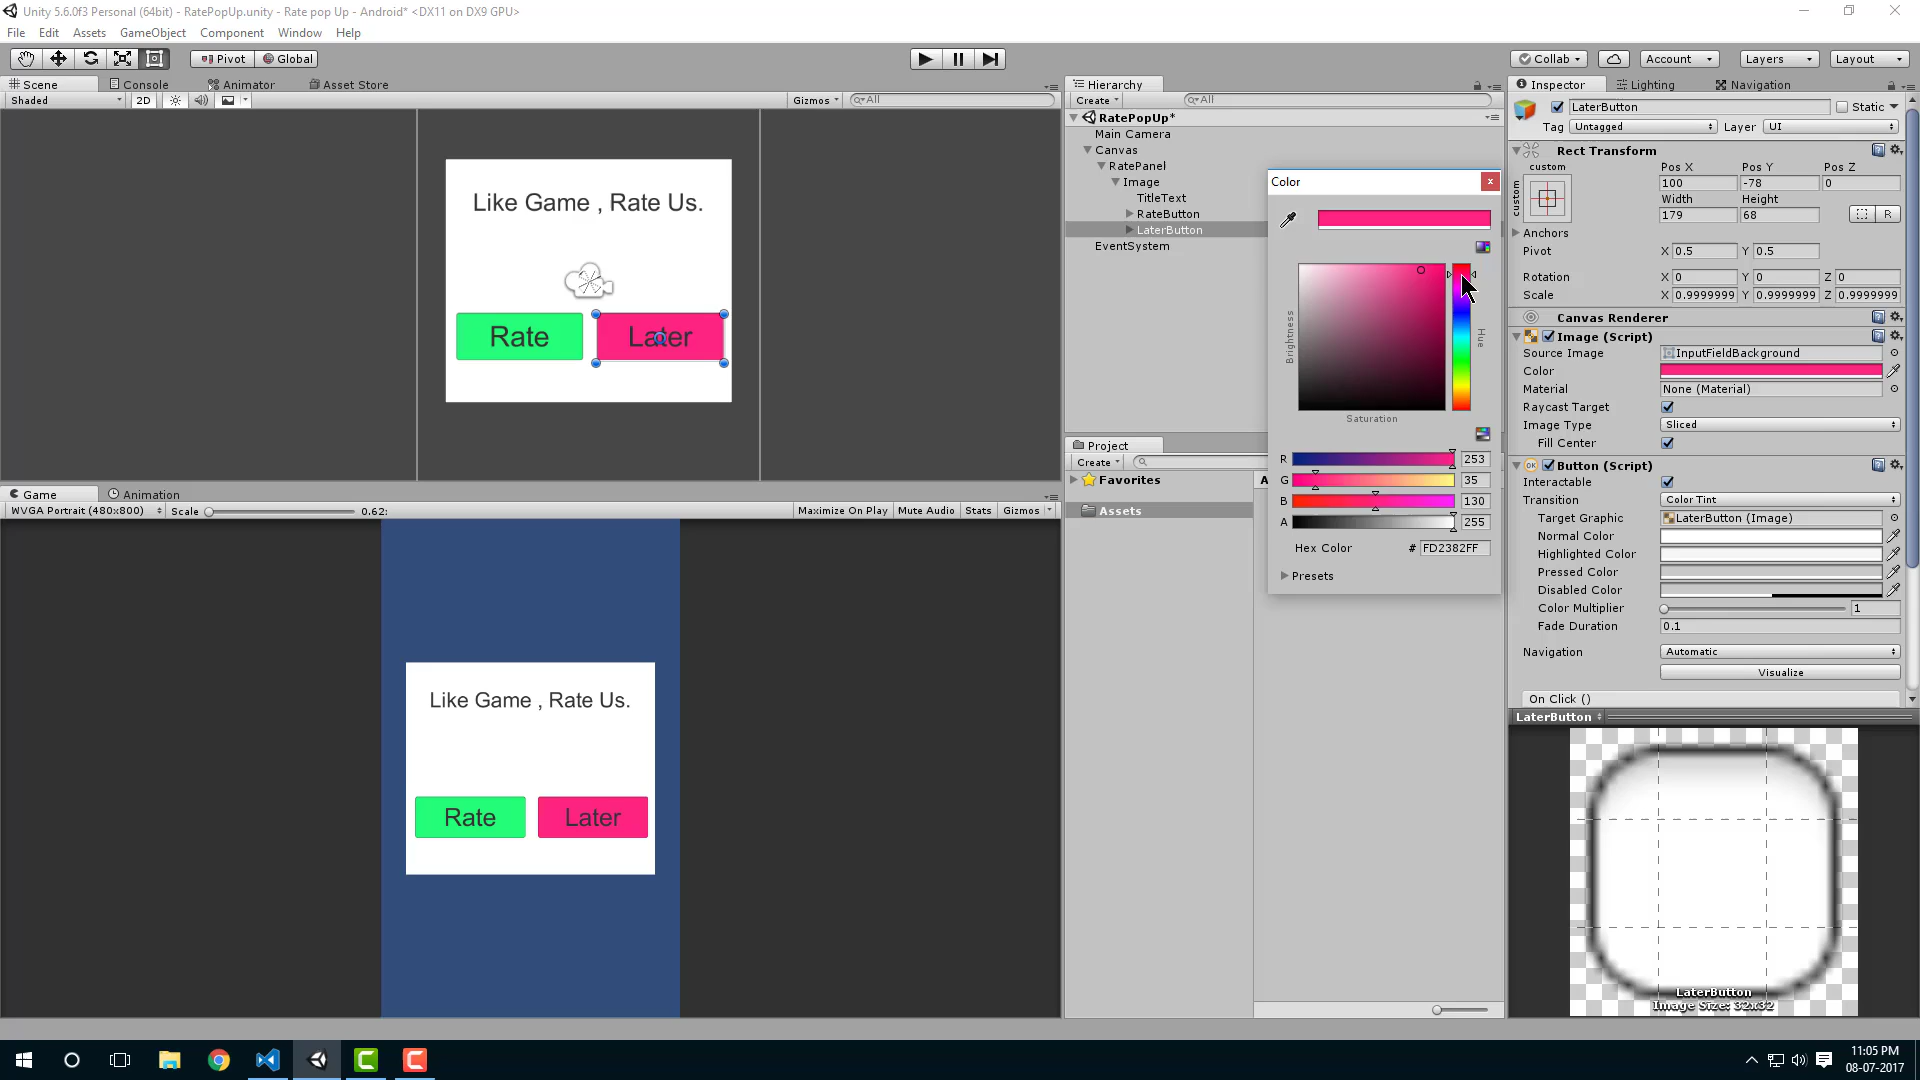 Unity 5.6.0f3 Personal (64bit) - RatePopUp.unity - Rate pop Up - Android* <DX11 on DX9 GPU>
File Edit Assets GameObject Component Window Help
Pivot Global Collab Account Layers Layout
Scene Console Animator Asset Store
Shaded 2D Gizmos All
Like Game , Rate Us.
Rate Later
Game Animation
WVGA Portrait (480x800) Scale 0.62: Maximize On Play Mute Audio Stats Gizmos
Like Game , Rate Us.
Rate Later
Hierarchy
Create All
RatePopUp*
Main Camera
Canvas
RatePanel
Image
TitleText
RateButton
LaterButton
EventSystem
Project
Create
Favorites A
Assets
Color
Brightness
Hue
Saturation
R 253
G 35
B 130
A 255
Hex Color # FD2382FF
Presets
Inspector Lighting Navigation
LaterButton Static
Tag Untagged Layer UI
Rect Transform
custom Pos X Pos Y Pos Z
custom 100 -78 0
Width Height
179 68 R
Anchors
Pivot X 0.5 Y 0.5
Rotation X 0 Y 0 Z 0
Scale X 0.9999999 Y 0.9999999 Z 0.9999999
Canvas Renderer
Image (Script)
Source Image InputFieldBackground
Color
Material None (Material)
Raycast Target
Image Type Sliced
Fill Center
OK Button (Script)
Interactable
Transition Color Tint
Target Graphic LaterButton (Image)
Normal Color
Highlighted Color
Pressed Color
Disabled Color
Color Multiplier 1
Fade Duration 0.1
Navigation Automatic
Visualize
On Click ()
LaterButton
LaterButton
Image Size: 32x32
11:05 PM
08-07-2017